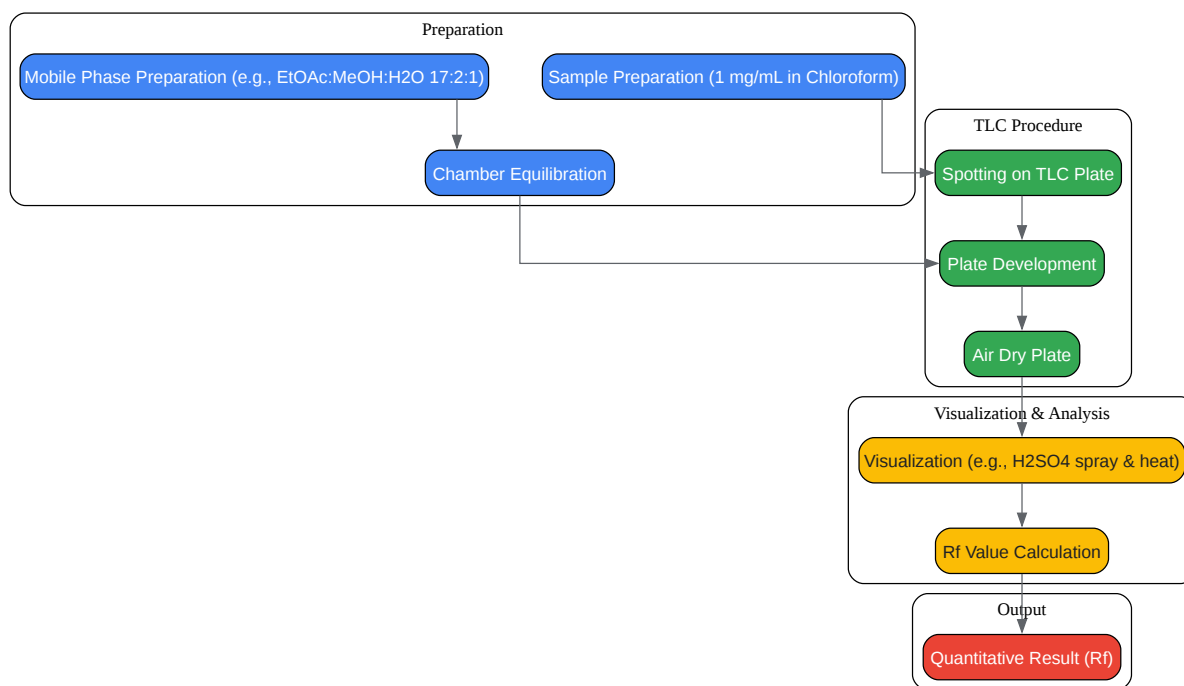 Preparation
Mobile Phase Preparation (e.g., EtOAc:MeOH:H2O 17:2:1)
Sample Preparation (1 mg/mL in Chloroform)
Chamber Equilibration
TLC Procedure
Spotting on TLC Plate
Plate Development
Air Dry Plate
Visualization & Analysis
Visualization (e.g., H2SO4 spray & heat)
Rf Value Calculation
Output
Quantitative Result (Rf)